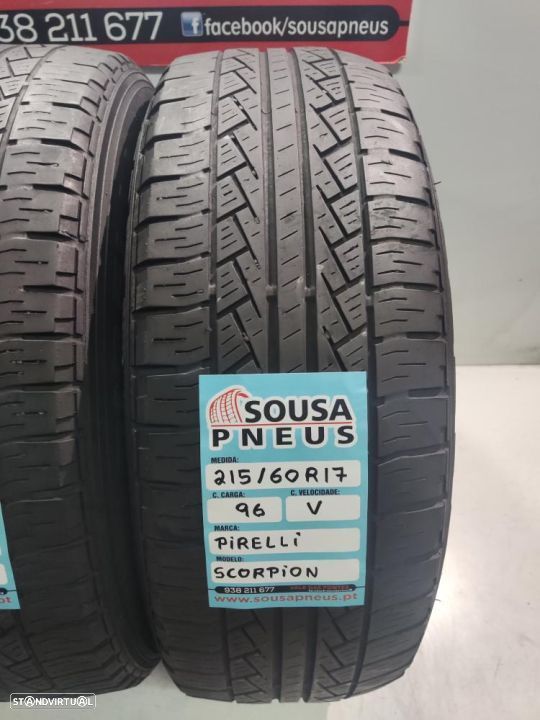 938 211 677 facebook/sousapneus
SOUSA
PNEUS
MEDIDA:
215/60R17
C. CARGA: C. VELOCIDADE:
96 V
MARCA:
PiRELLi
MODELO:
SCORPiON
938 211 677
www.sousapneus.pt
.pt
STANDVIRTUAL